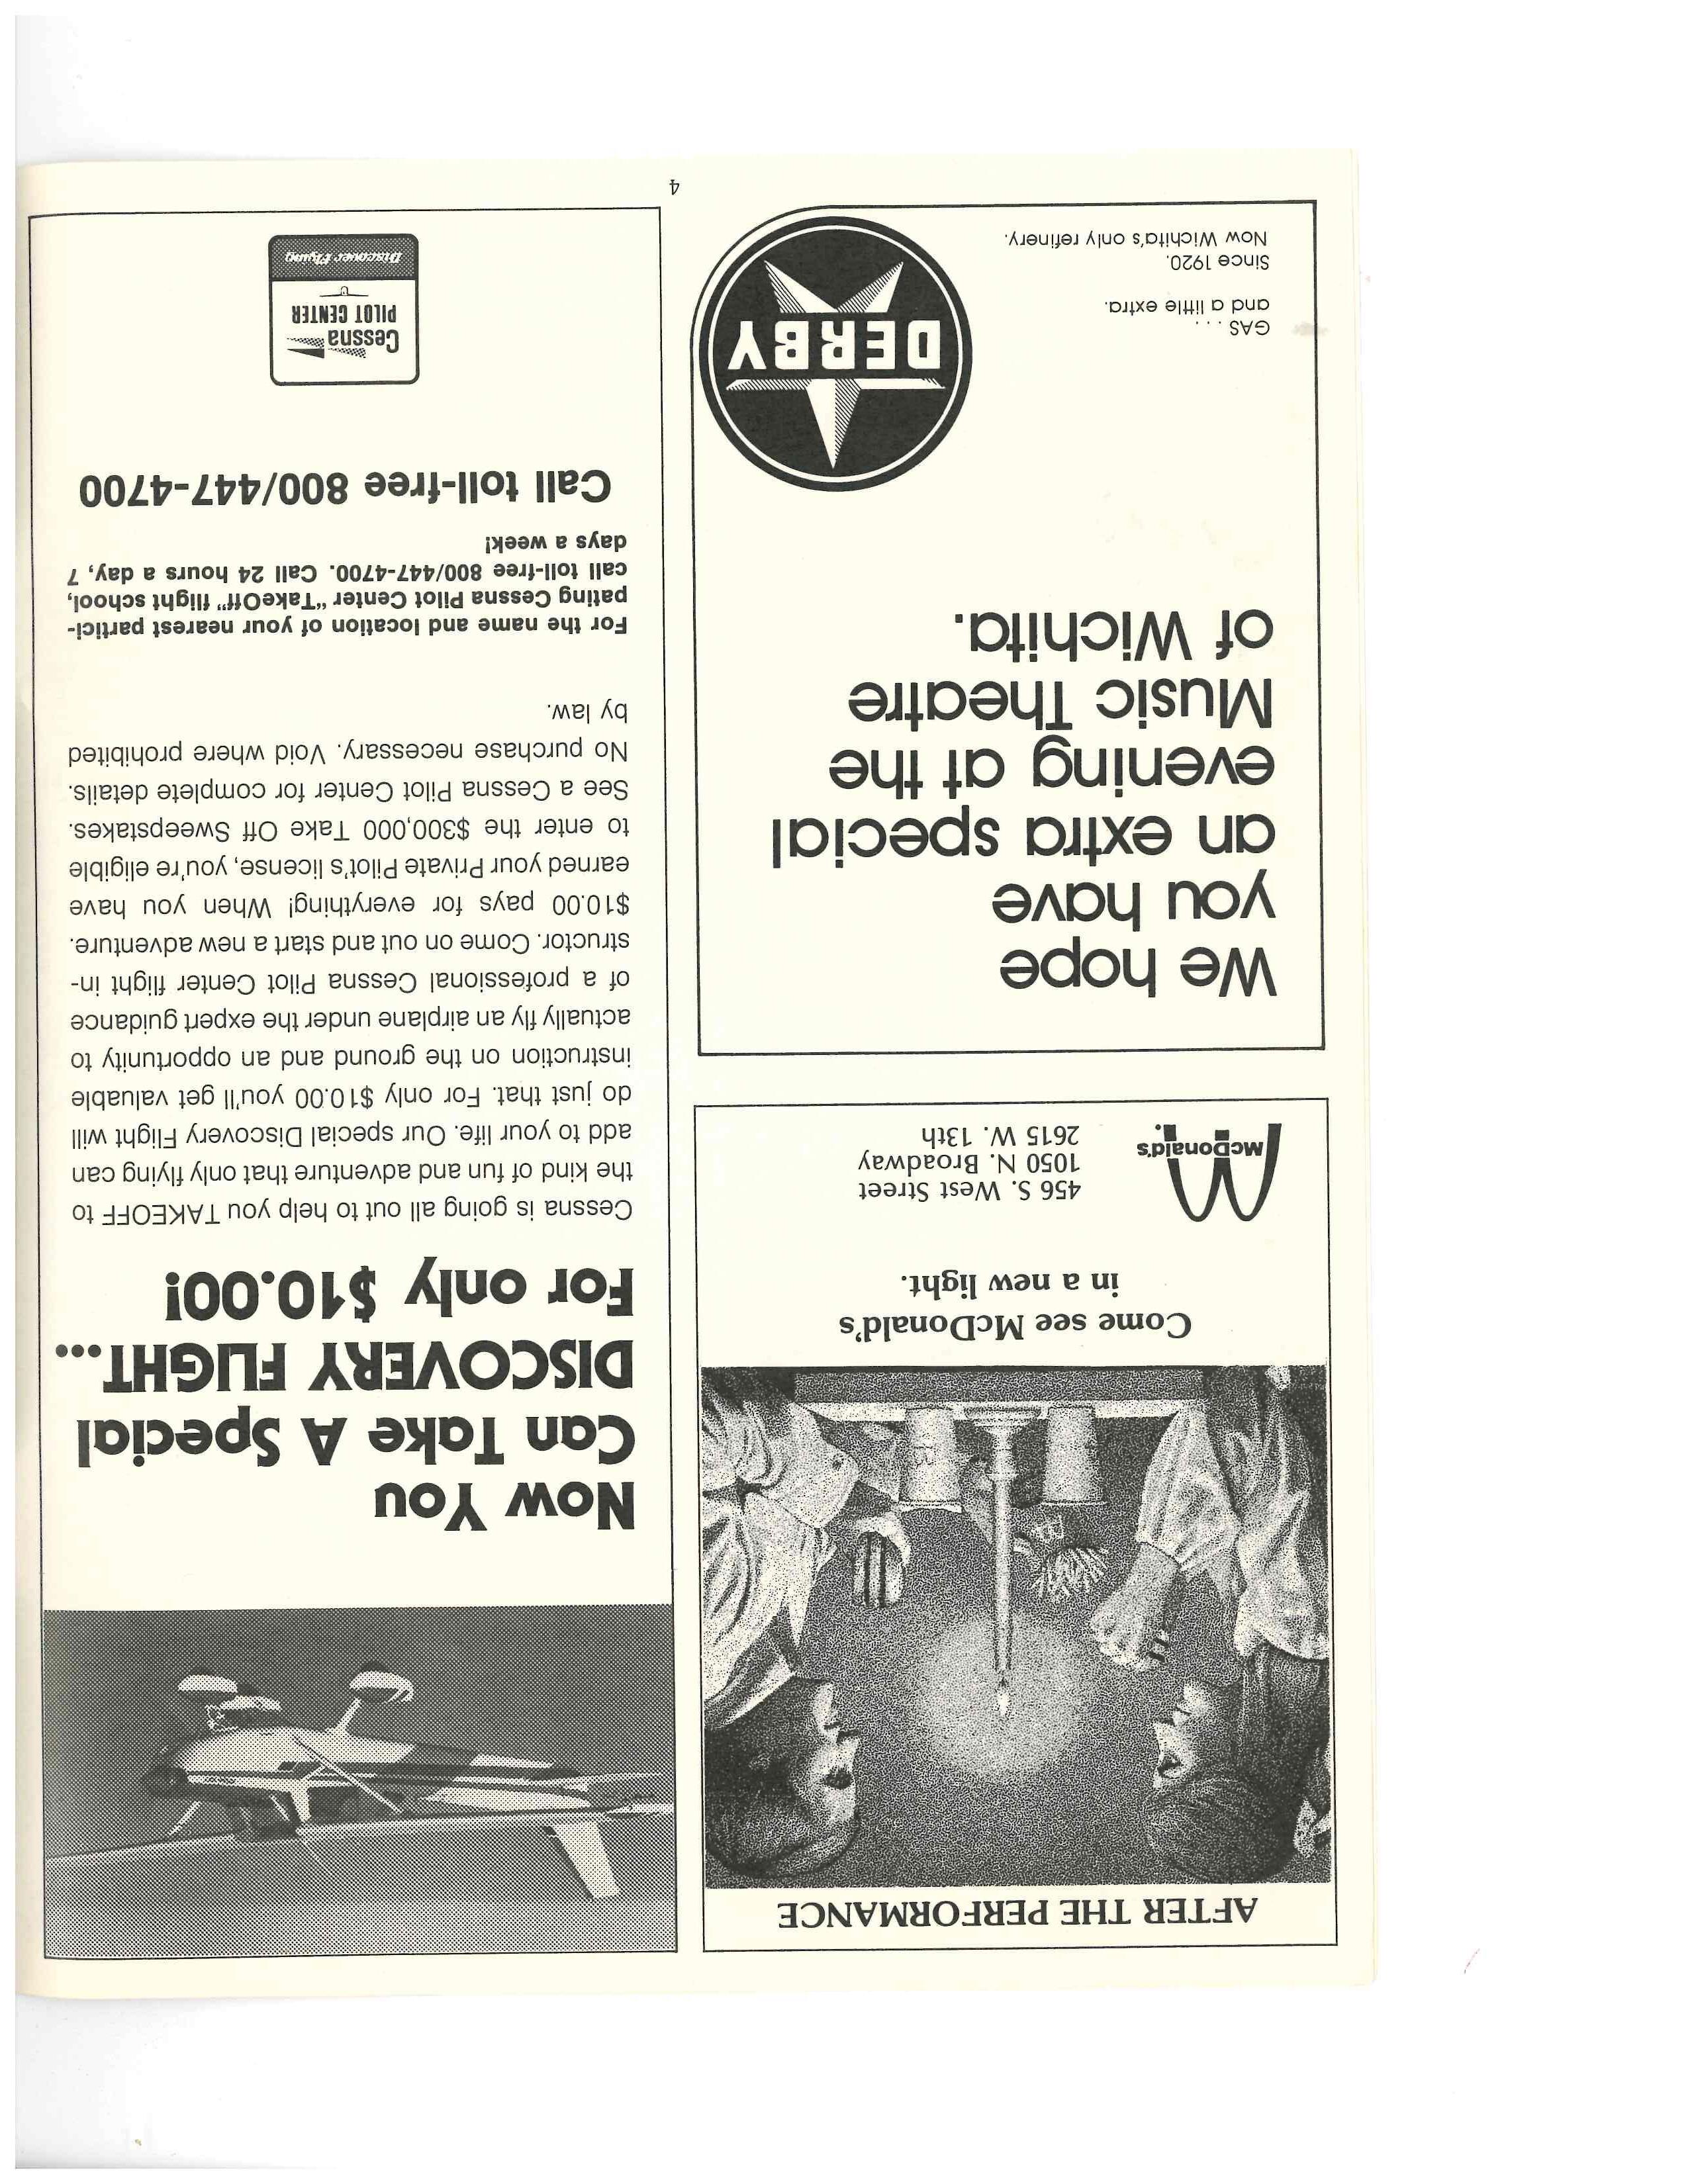 AFTER THE PERFORMANCE
Come see McDonald's
in a new light.
McDonald's
456 S. West Street
1050 N. Broadway
2615 W. 13th
We hope
you have
an extra special
evening at the
Music Theatre
of Wichita.
GAS . . .
and a little extra.
Since 1920.
Now Wichita's only refinery.
DERBY
Now You
Can Take A Special
DISCOVERY FLIGHT...
For only $10.00!
Cessna is going all out to help you TAKEOFF to
the kind of fun and adventure that only flying can
add to your life. Our special Discovery Flight will
do just that. For only $10.00 you'll get valuable
instruction on the ground and an opportunity to
actually fly an airplane under the expert guidance
of a professional Cessna Pilot Center flight in-
structor. Come on out and start a new adventure.
$10.00 pays for everything! When you have
earned your Private Pilot's license, you're eligible
to enter the $300,000 Take Off Sweepstakes.
See a Cessna Pilot Center for complete details.
No purchase necessary. Void where prohibited
by law.
For the name and location of your nearest partici-
pating Cessna Pilot Center "TakeOff" flight school,
call toll-free 800/447-4700. Call 24 hours a day, 7
days a week!
Call toll-free 800/447-4700
Cessna
PILOT CENTER
Discover Flying
4